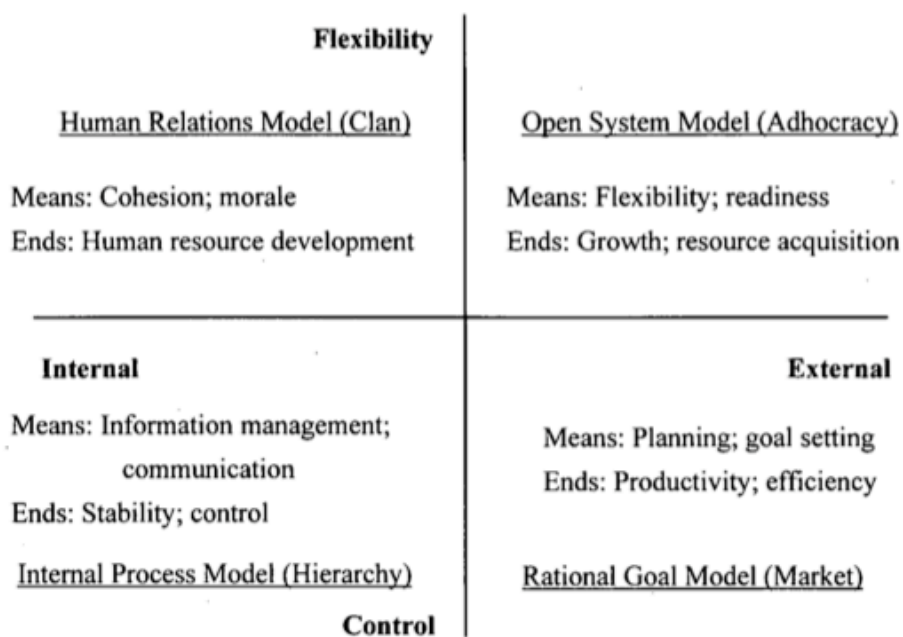 Flexibility
Human Relations Model (Clan)
Means: Cohesion; morale
Ends: Human resource development
Open System Model (Adhocracy)
Means: Flexibility; readiness
Ends: Growth; resource acquisition
Internal
Means: Information management;
communication
Ends: Stability; control
Internal Process Model (Hierarchy)
External
Means: Planning; goal setting
Ends: Productivity; efficiency
Rational Goal Model (Market)
Control